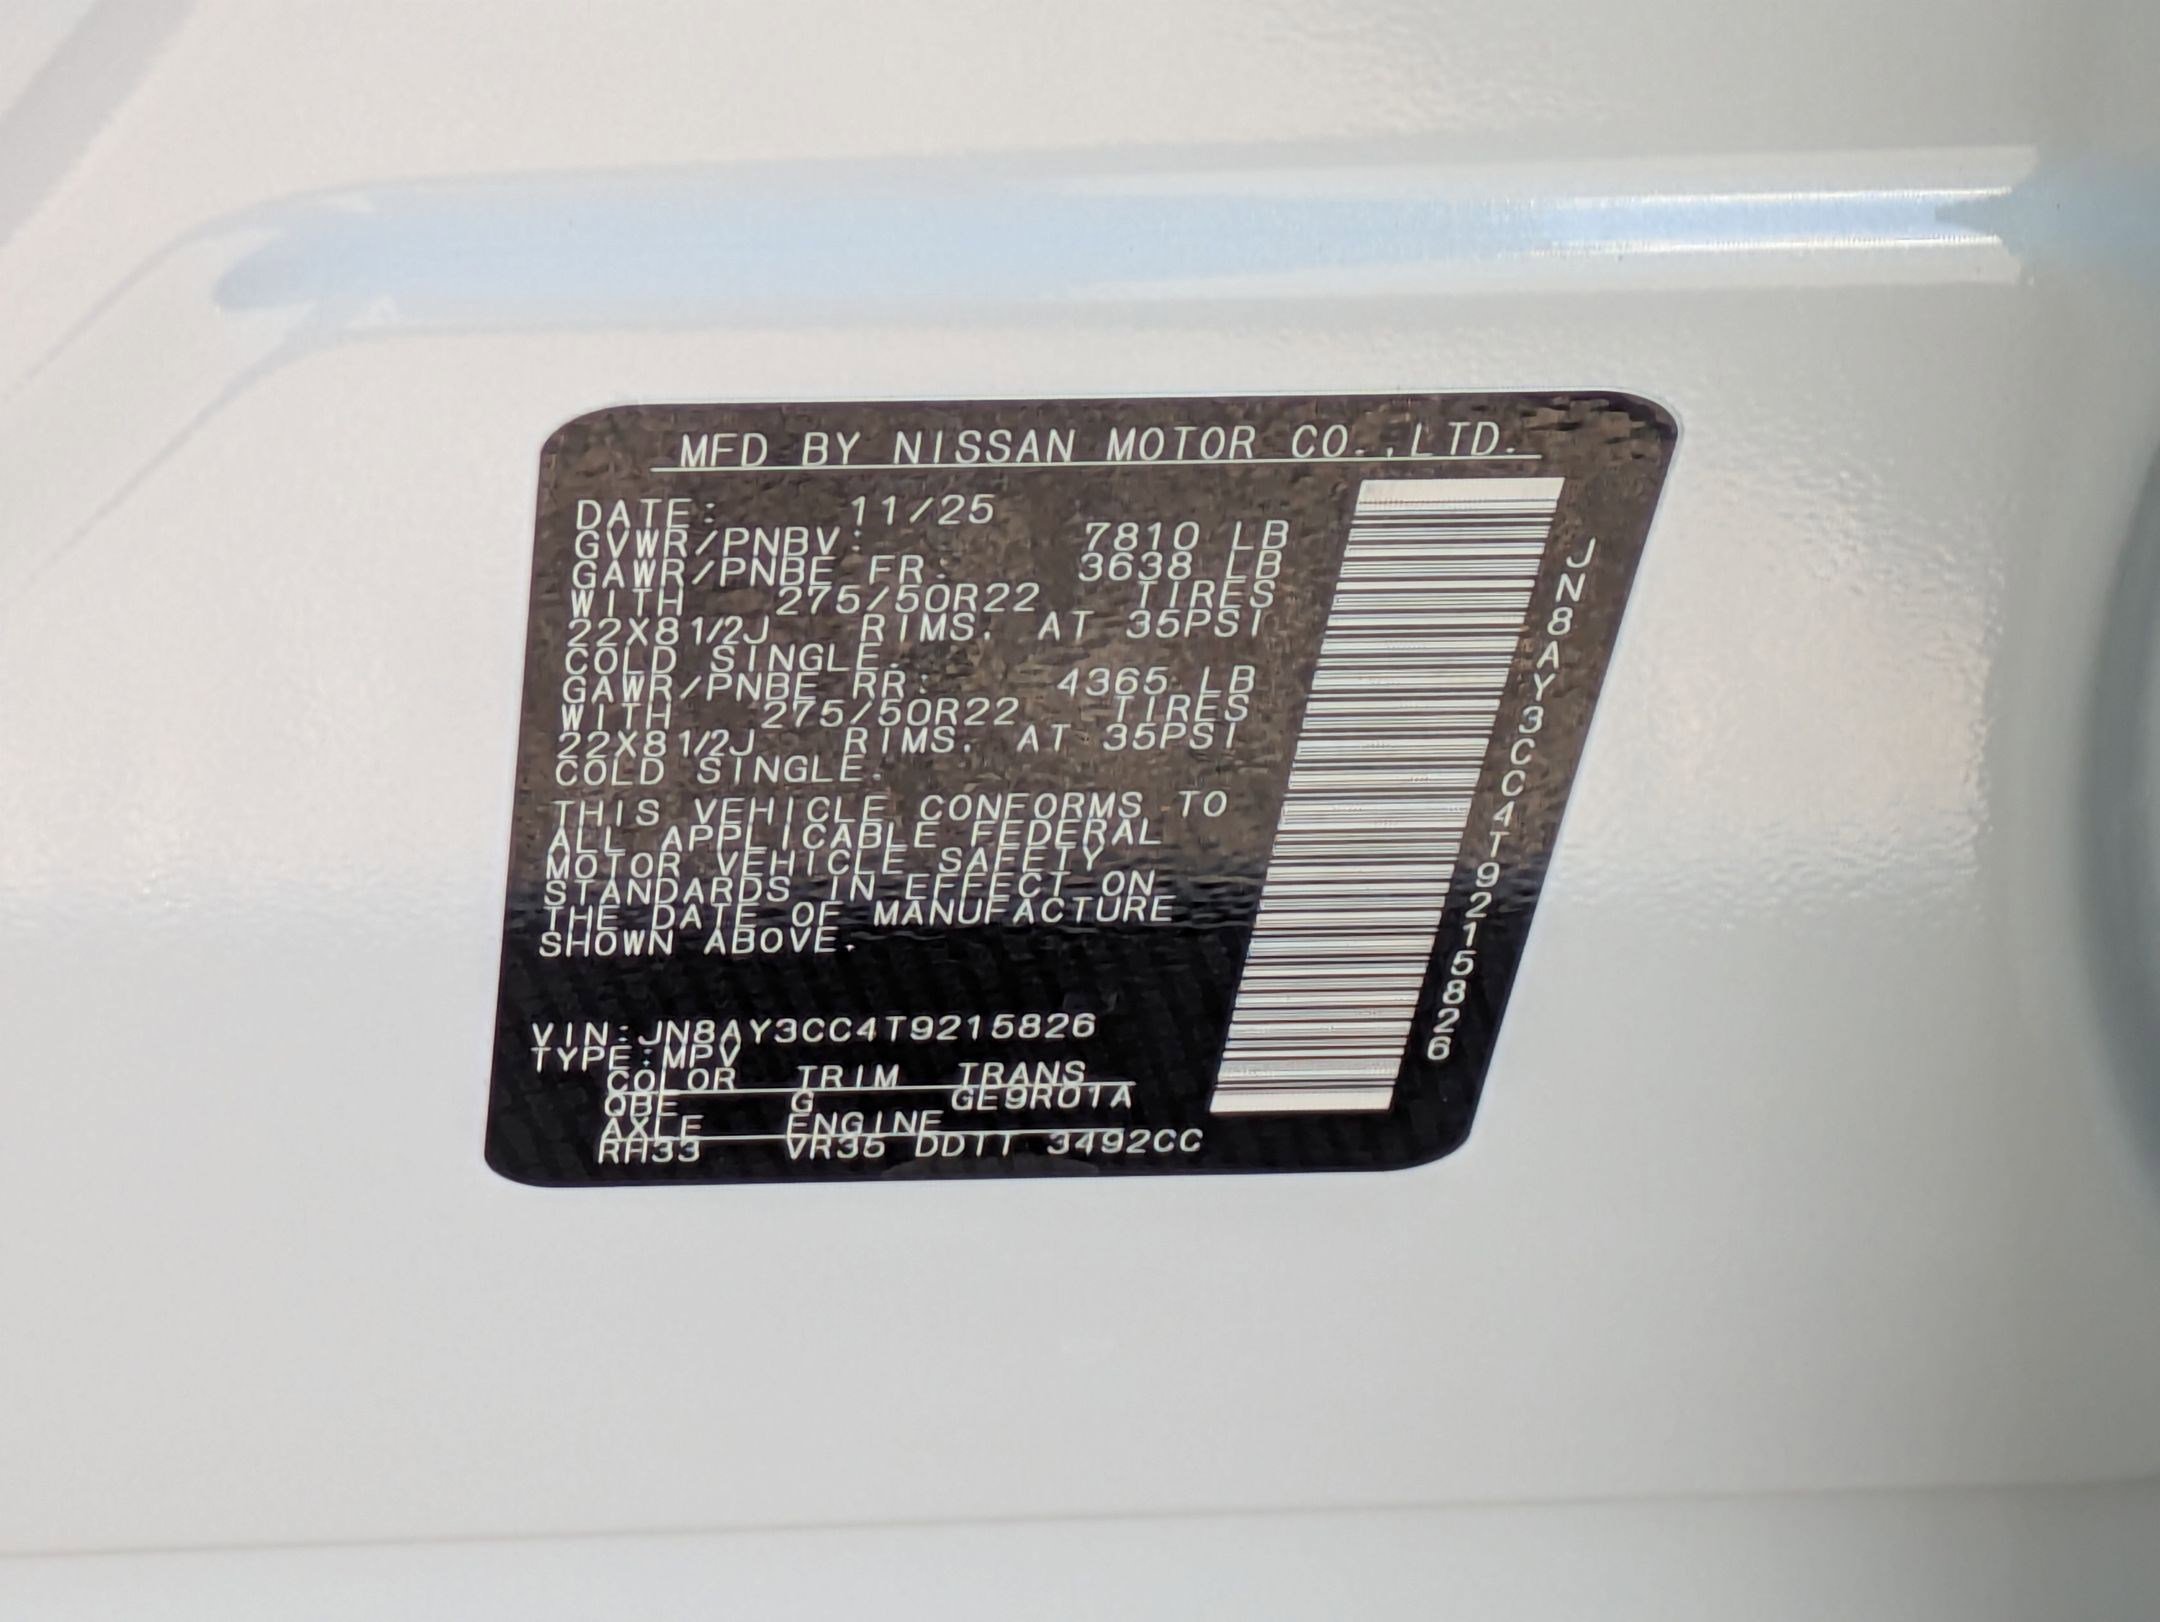 MFD BY NISSAN MOTOR CO.,LTD.
DATE: 11/25
GVWR/PNBV: 7810 LB
GAWR/PNBE FR: 3638 LB
WITH 275/50R22 TIRES
22X81/2J RIMS, AT 35PSI
COLD SINGLE.
GAWR/PNBE RR: 4365 LB
WITH 275/50R22 TIRES
22X81/2J RIMS, AT 35PSI
COLD SINGLE.
THIS VEHICLE CONFORMS TO
ALL APPLICABLE FEDERAL
MOTOR VEHICLE SAFETY
STANDARDS IN EFFECT ON
THE DATE OF MANUFACTURE
SHOWN ABOVE.
VIN:JN8AY3CC4T9215826
TYPE:MPV
COLOR TRIM TRANS
QBE G GE9R01A
AXLE ENGINE
RH33 VR35 DDTT 3492CC
JN8AY3CC4T9215826